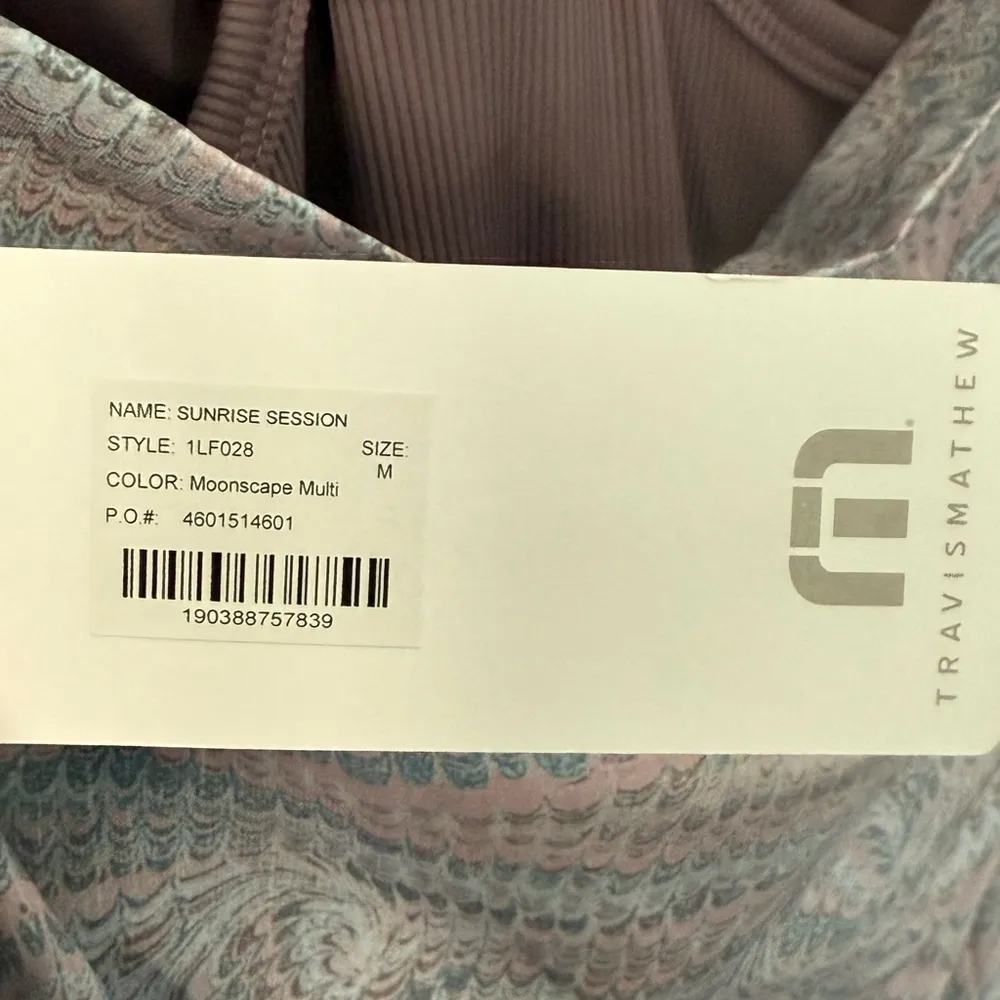 NAME: SUNRISE SESSION
STYLE: 1LF028
SIZE:
M
COLOR: Moonscape Multi
P.O.#: 4601514601
190388757839
TRAVISMATHEW